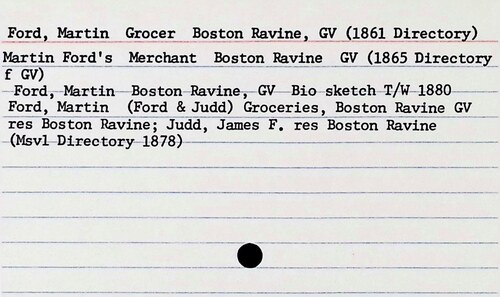 Ford, Martin Grocer Boston Ravine, GV (1861 Directory)
Martin Ford's Merchant Boston Ravine GV (1865 Directory
f GV)
Ford, Martin Boston Ravine, GV Bio sketch T/W 1880
Ford, Martin (Ford & Judd) Groceries, Boston Ravine GV
res Boston Ravine; Judd, James F. res Boston Ravine
(Msvl Directory 1878)